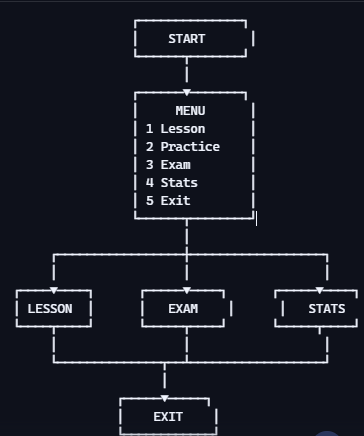 START
MENU
1 Lesson
2 Practice
3 Exam
4 Stats
5 Exit
LESSON
EXAM
STATS
EXIT